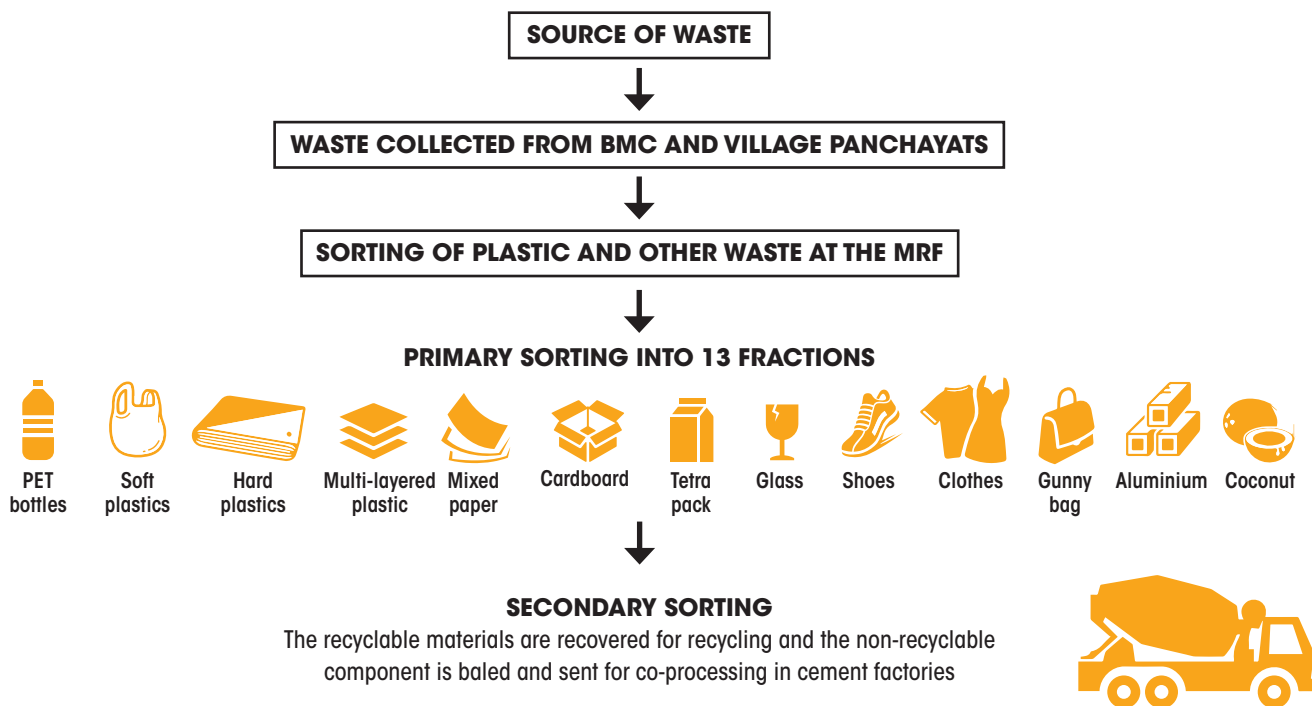 SOURCE OF WASTE
WASTE COLLECTED FROM BMC AND VILLAGE PANCHAYATS
SORTING OF PLASTIC AND OTHER WASTE AT THE MRF
PRIMARY SORTING INTO 13 FRACTIONS
PET
bottles
Soft
plastics
Hard
plastics
Multi-layered
plastic
Mixed
paper
Cardboard
Tetra
pack
Glass
Shoes
Clothes
Gunny
bag
Aluminium
Coconut
SECONDARY SORTING
The recyclable materials are recovered for recycling and the non-recyclable
component is baled and sent for co-processing in cement factories